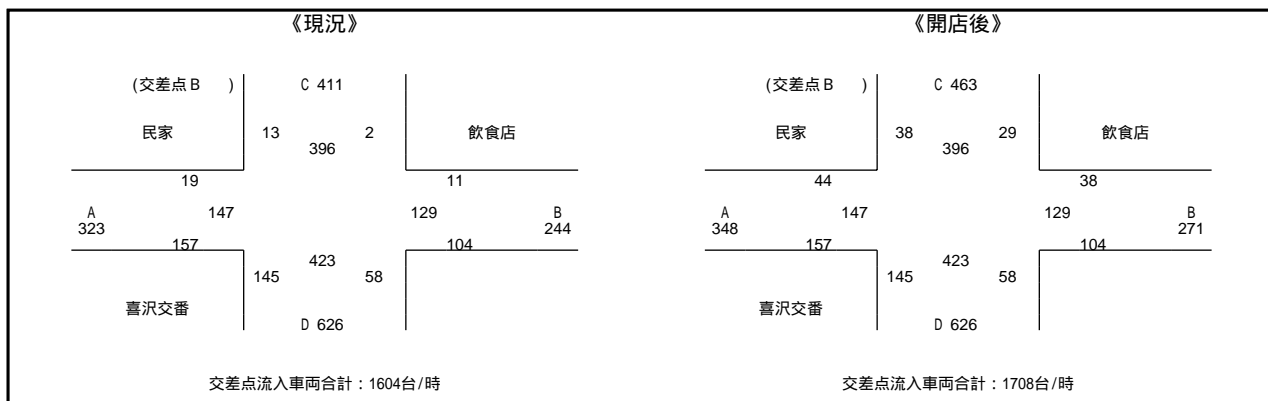 《現況》
(交差点B )
C 411
民家
13
2
396
飲食店
19
11
A
147
129
B
323
244
157
104
423
145
58
喜沢交番
D 626
交差点流入車両合計:1604台/時
《開店後》
(交差点B )
C 463
民家
38
29
396
飲食店
44
38
A
147
129
B
348
271
157
104
423
145
58
喜沢交番
D 626
交差点流入車両合計:1708台/時